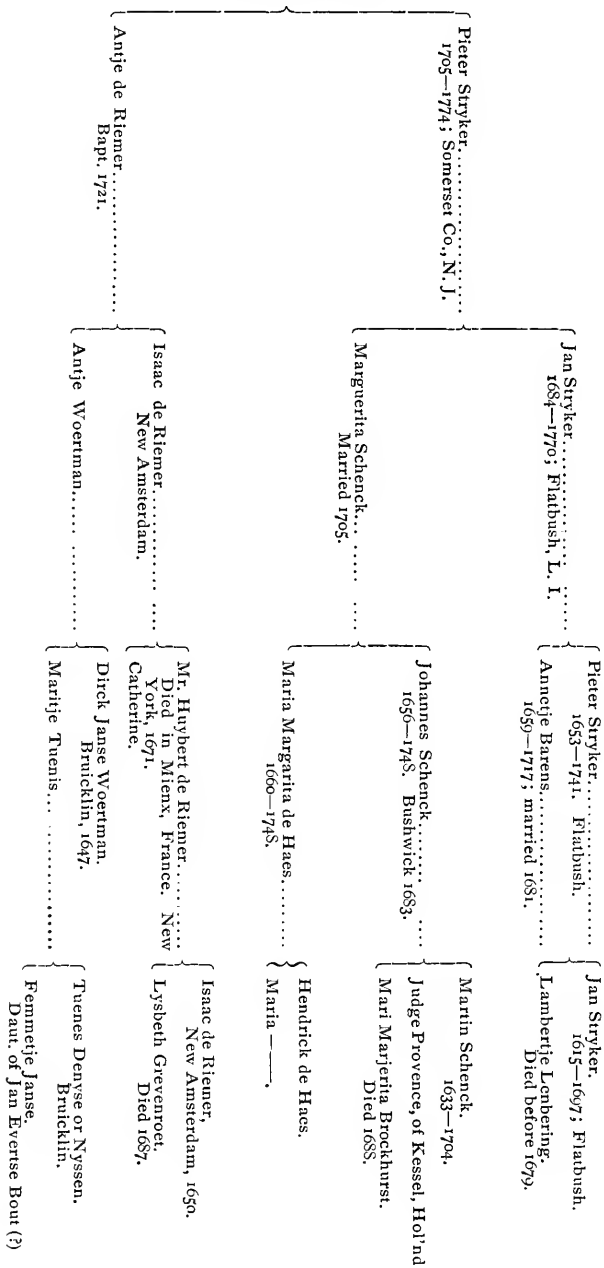 Pieter Stryker......................
1705—1774; Somerset Co., N. J.
Antje de Riemer..................
Bapt. 1721.
Jan Stryker......................
1684—1770; Flatbush, L. I.
Marguerita Schenck... ...... ....
Married 1705.
Isaac de Riemer............. ....
New Amsterdam.
Antje Woertman...... ...........
Pieter Stryker.
1653—1741. Flatbush.
Annetje Barens..................
1659—1717; married 1681.
Johannes Schenck......... ....
1656—1748. Bushwick 1683.
Maria Margarita de Haes.........
1660—1748.
Mr. Huybert de Riemer...... .....
Died in Mienx, France. New
York, 1671.
Catherine.
Dirck Janse Woertman.
Bruicklin, 1647.
Maritje Tuenis... ...............
Jan Stryker.
1615—1697; Flatbush.
Lambertje Lenbering.
Died before 1679.
Martin Schenck.
1633—1704.
Judge Provence, of Kessel, Hol'nd
Mari Marjerita Brockhurst.
Died 1688.
Hendrick de Haes.
Maria ——.
Isaac de Riemer,
New Amsterdam, 1650.
Lysbeth Grevenroet.
Died 1687.
Tuenes Denyse or Nyssen.
Bruicklin.
Femmetje Janse,
Daut. of Jan Evertse Bout (?)